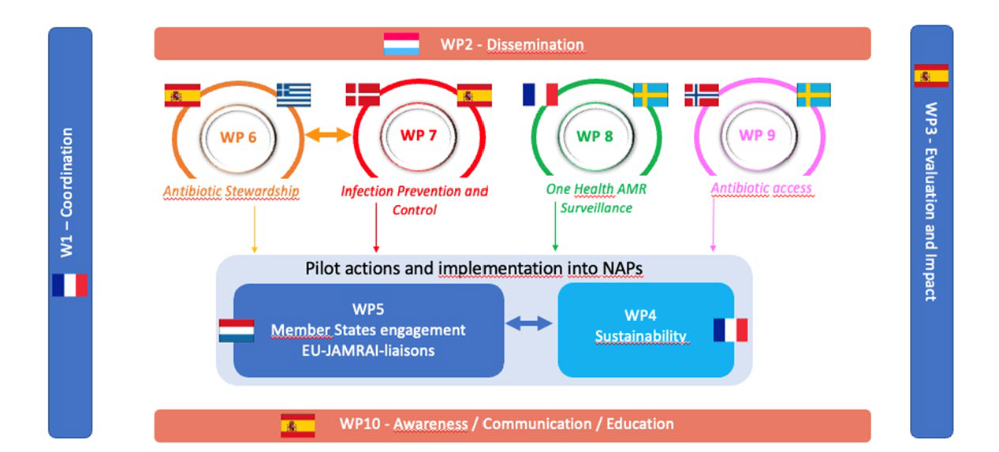 WP2 - Dissemination
W1 – Coordination
WP3 - Evaluation and Impact
WP 6
WP 7
WP 8
WP 9
Antibiotic Stewardship
Infection Prevention and
Control
One Health AMR
Surveillance
Antibiotic access
Pilot actions and implementation into NAPs
WP5
Member States engagement
EU-JAMRAI-liaisons
WP4
Sustainability
WP10 - Awareness / Communication / Education